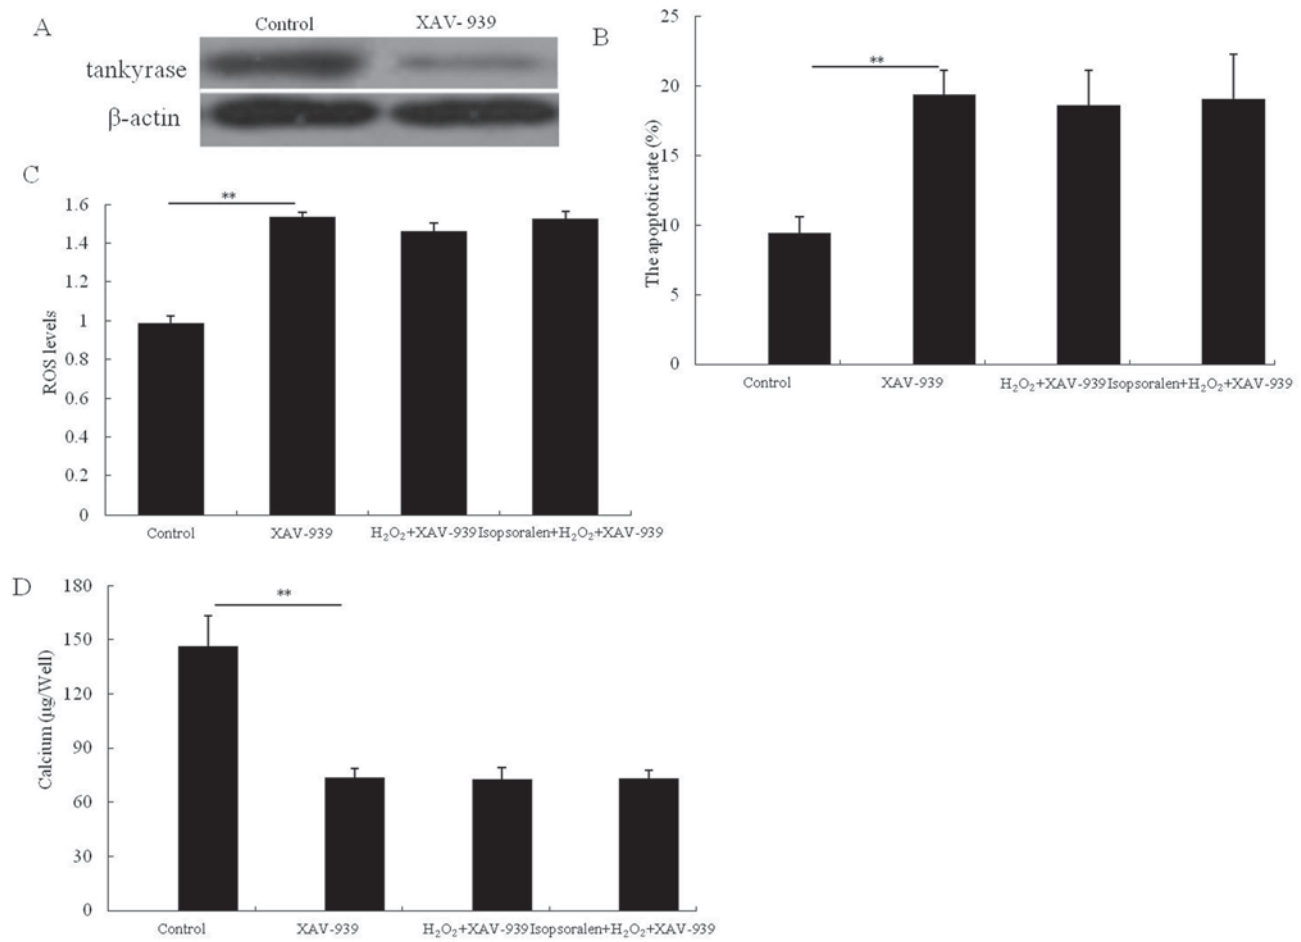 A
Control XAV- 939
tankyrase
β-actin
B
**
25
20
15
10
5
0
The apoptotic rate (%)
Control XAV-939 H₂O₂+XAV-939 Isopsoralen+H₂O₂+XAV-939
C
**
1.6
1.4
1.2
1
0.8
0.6
0.4
0.2
0
ROS levels
Control XAV-939 H₂O₂+XAV-939 Isopsoralen+H₂O₂+XAV-939
D
**
180
150
120
90
60
30
0
Calcium (μg/Well)
Control XAV-939 H₂O₂+XAV-939 Isopsoralen+H₂O₂+XAV-939